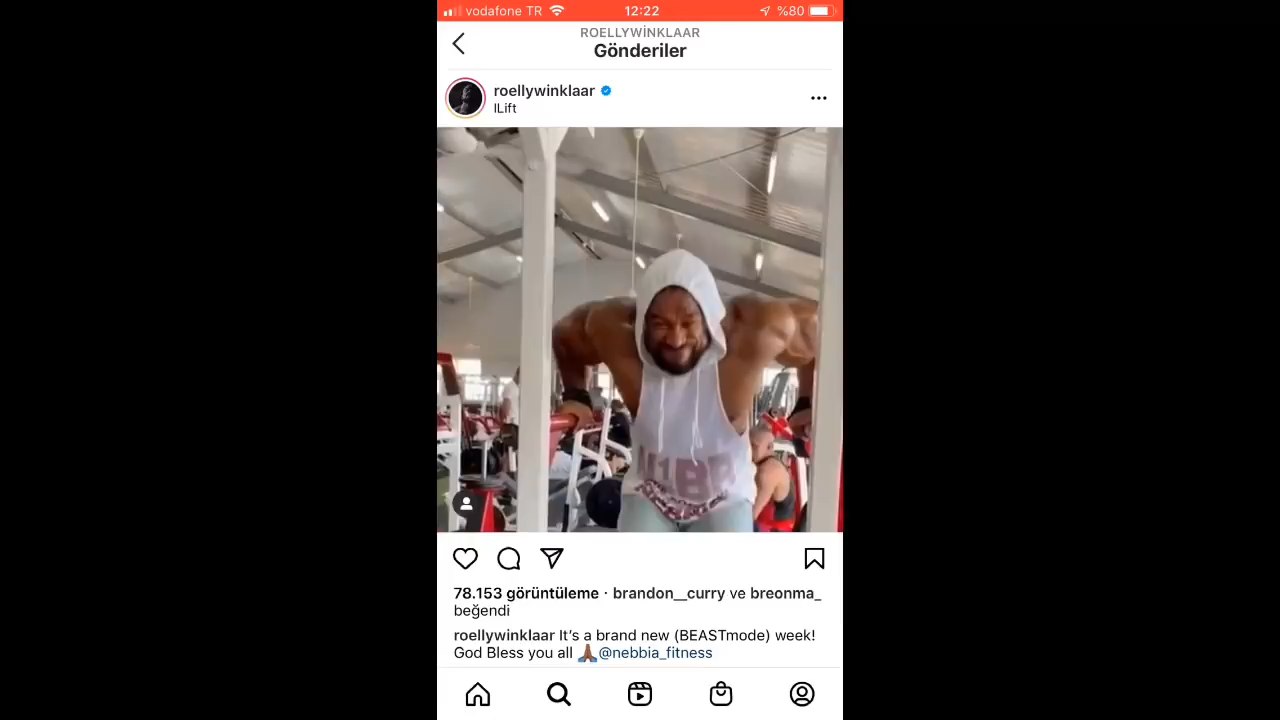 vodafone TR
12:22
%80
ROELLYWİNKLAAR
Gönderiler
roellywinklaar
ILift
78.153 görüntüleme · brandon__curry ve breonma_
beğendi
roellywinklaar It's a brand new (BEASTmode) week!
God Bless you all 🙏🏾@nebbia_fitness